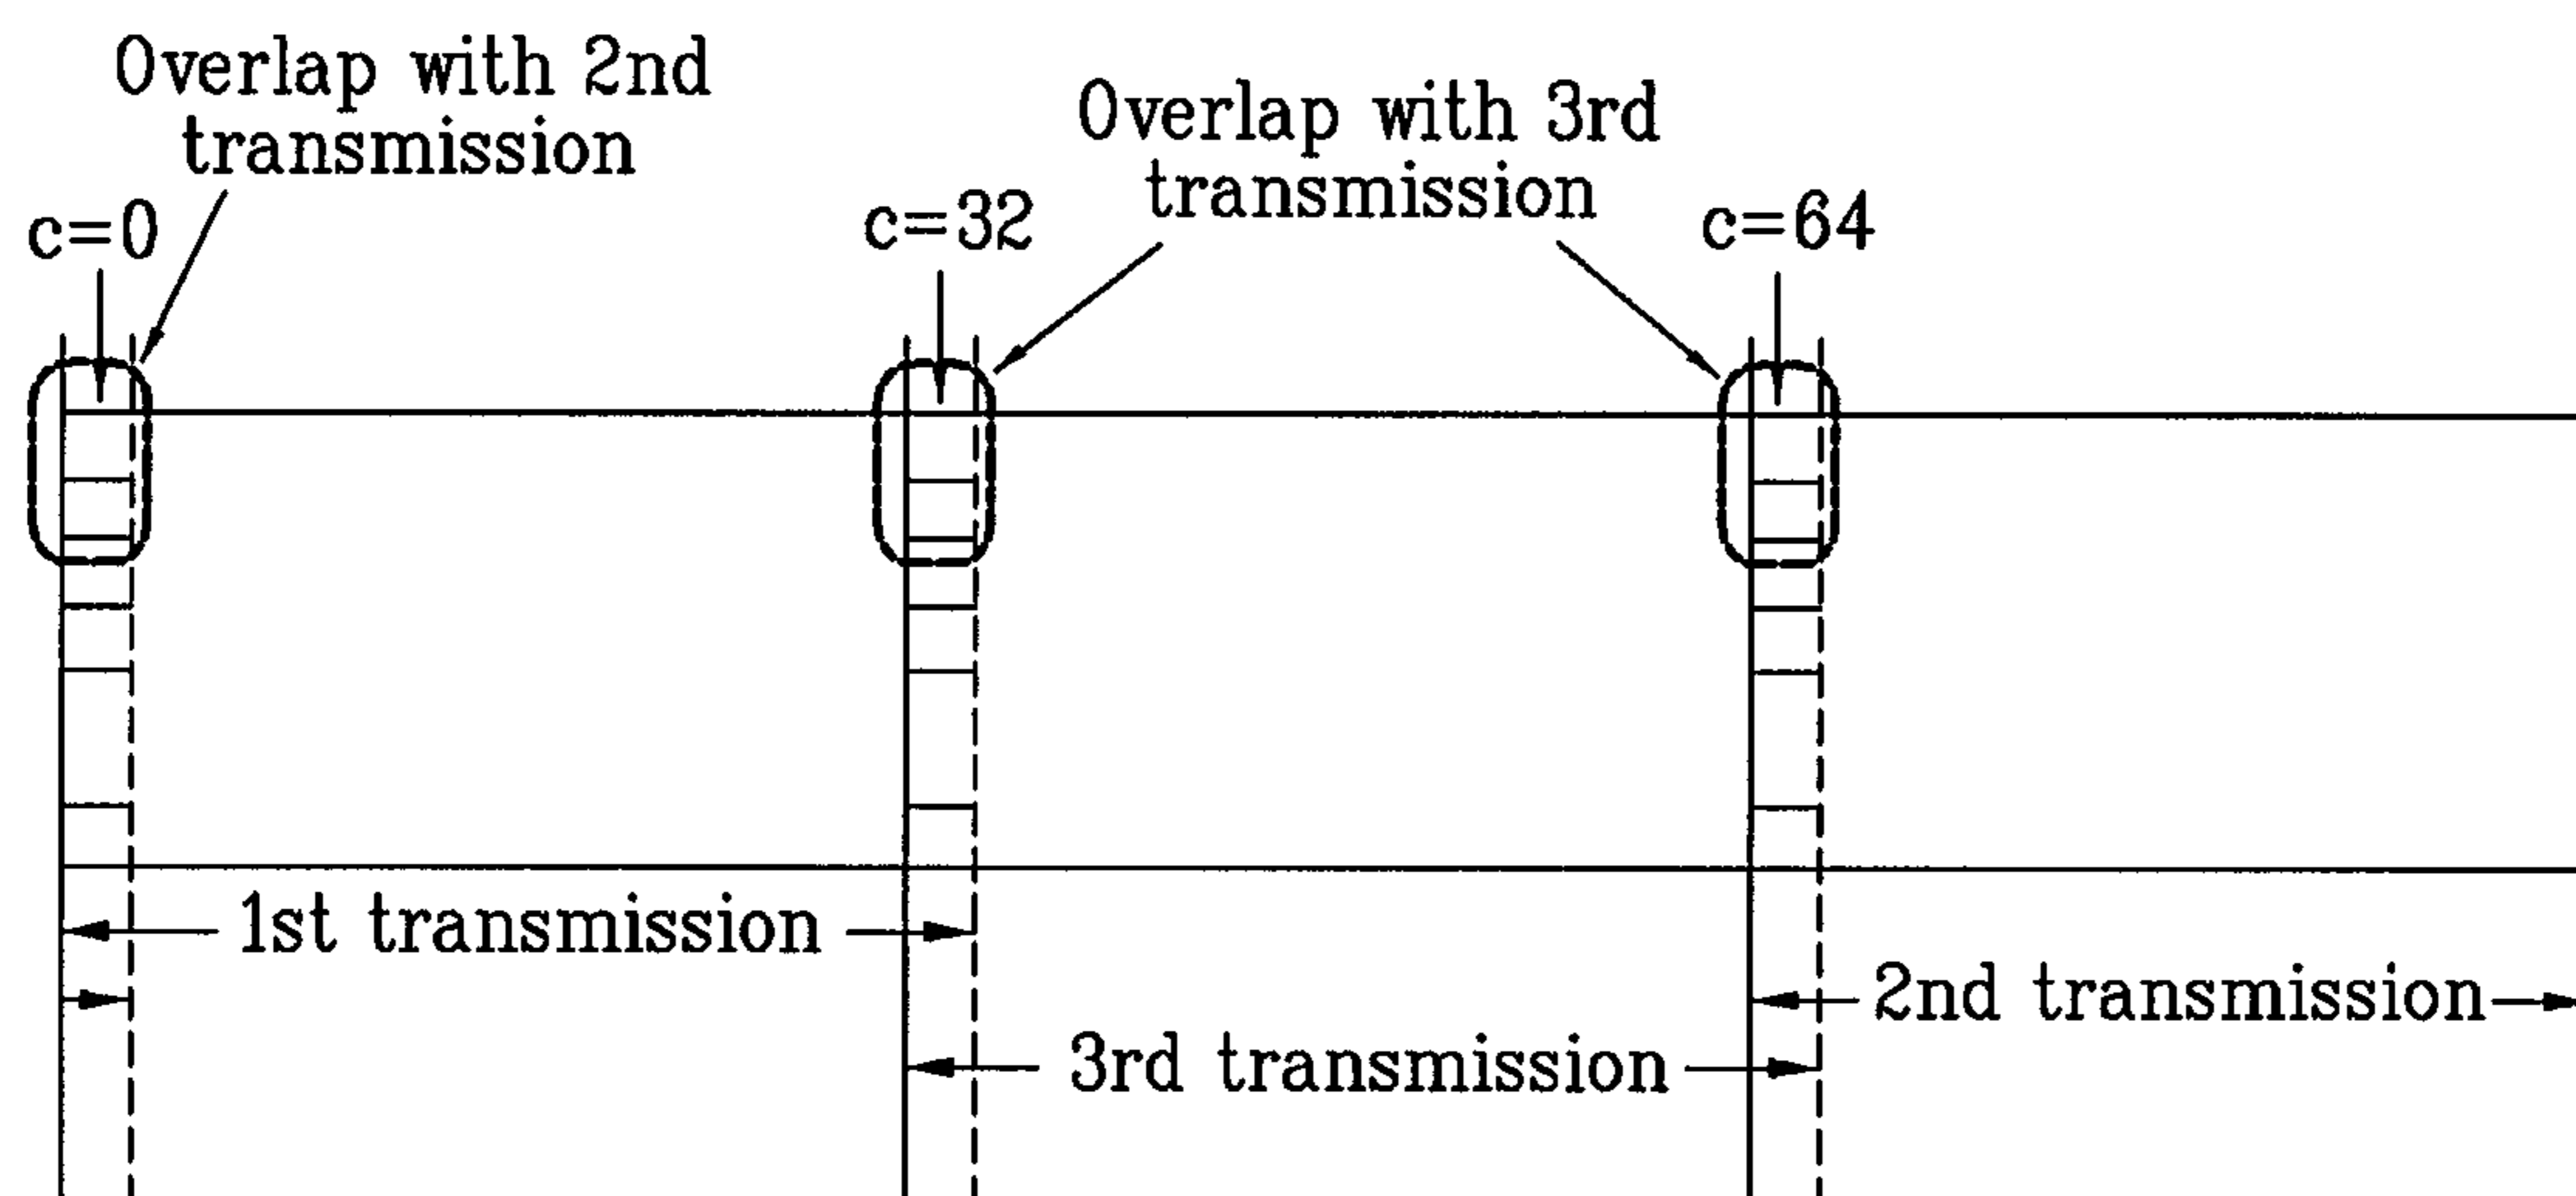 Overlap with 2nd
transmission
Overlap with 3rd
transmission
c=0
c=32
c=64
1st transmission
2nd transmission
3rd transmission